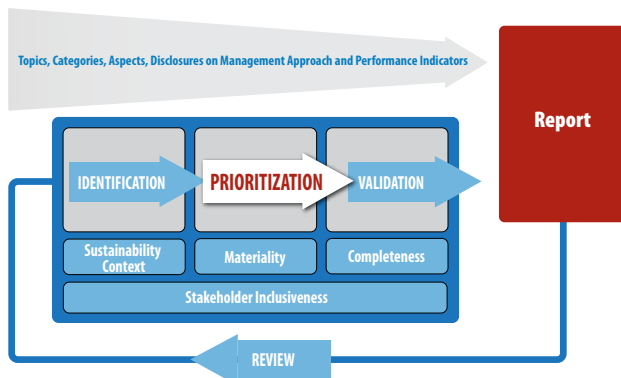 Topics, Categories, Aspects, Disclosures on Management Approach and Performance Indicators
Report
IDENTIFICATION
PRIORITIZATION
VALIDATION
Sustainability
Context
Materiality
Completeness
Stakeholder Inclusiveness
REVIEW